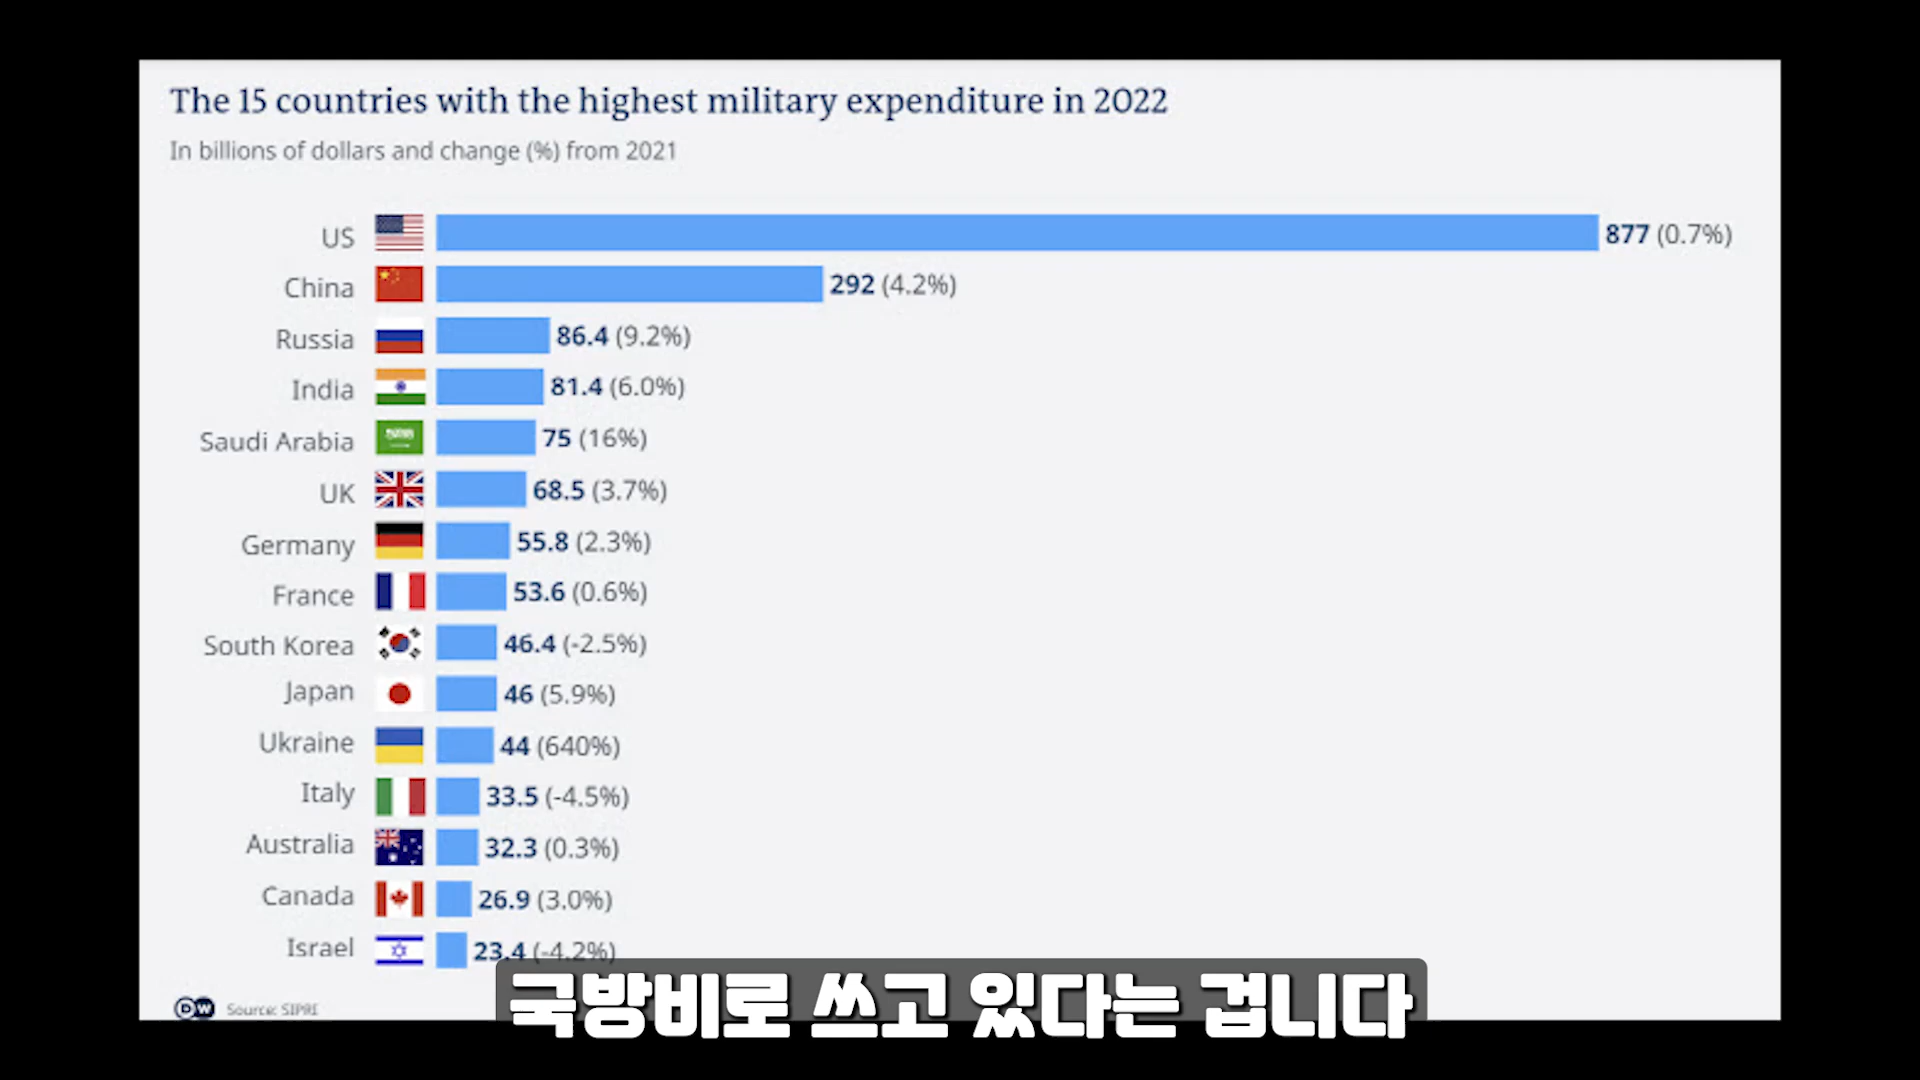 The 15 countries with the highest military expenditure in 2022
In billions of dollars and change (%) from 2021
US 877 (0.7%)
China 292 (4.2%)
Russia 86.4 (9.2%)
India 81.4 (6.0%)
Saudi Arabia 75 (16%)
UK 68.5 (3.7%)
Germany 55.8 (2.3%)
France 53.6 (0.6%)
South Korea 46.4 (-2.5%)
Japan 46 (5.9%)
Ukraine 44 (640%)
Italy 33.5 (-4.5%)
Australia 32.3 (0.3%)
Canada 26.9 (3.0%)
Israel 23.4 (-4.2%)
DW Source: SIPRI
국방비로 쓰고 있다는 겁니다